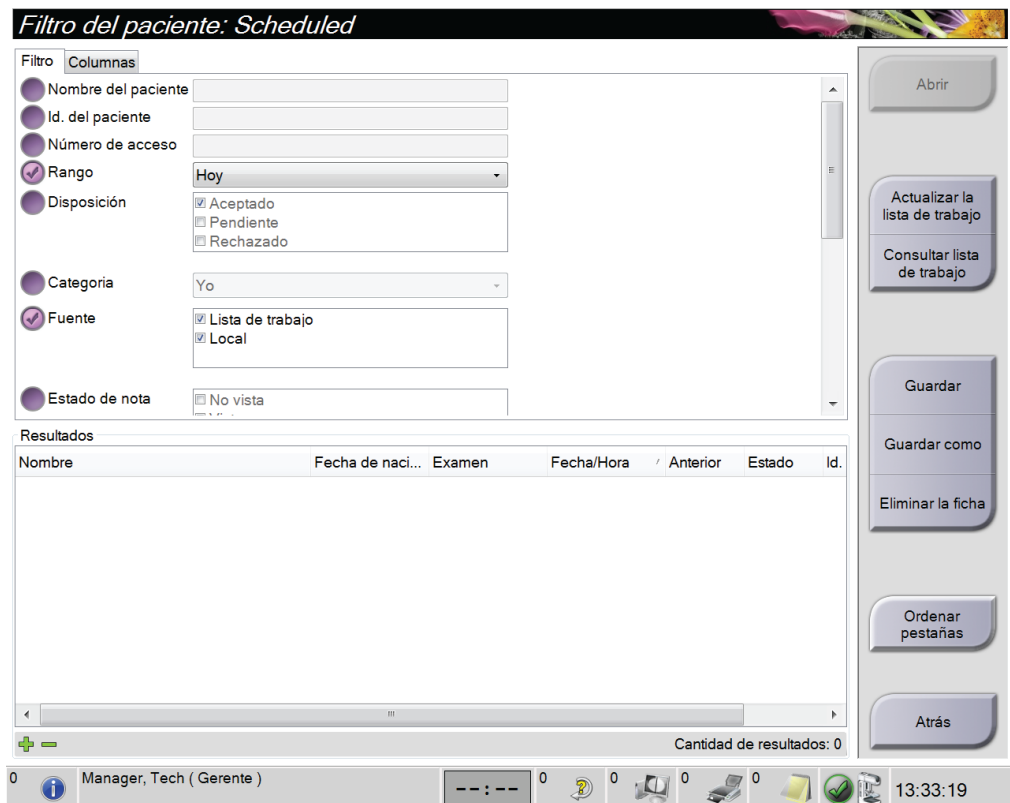 Filtro del paciente: Scheduled
Filtro Columnas
Nombre del paciente
Id. del paciente
Número de acceso
Rango Hoy
Disposición Aceptado
Pendiente
Rechazado
Categoria Yo
Fuente Lista de trabajo
Local
Estado de nota No vista
Resultados
Nombre Fecha de naci... Examen Fecha/Hora Anterior Estado Id.
Cantidad de resultados: 0
Abrir
Actualizar la
lista de trabajo
Consultar lista
de trabajo
Guardar
Guardar como
Eliminar la ficha
Ordenar
pestañas
Atrás
0 Manager, Tech ( Gerente ) --:-- 0 0 0 0 13:33:19